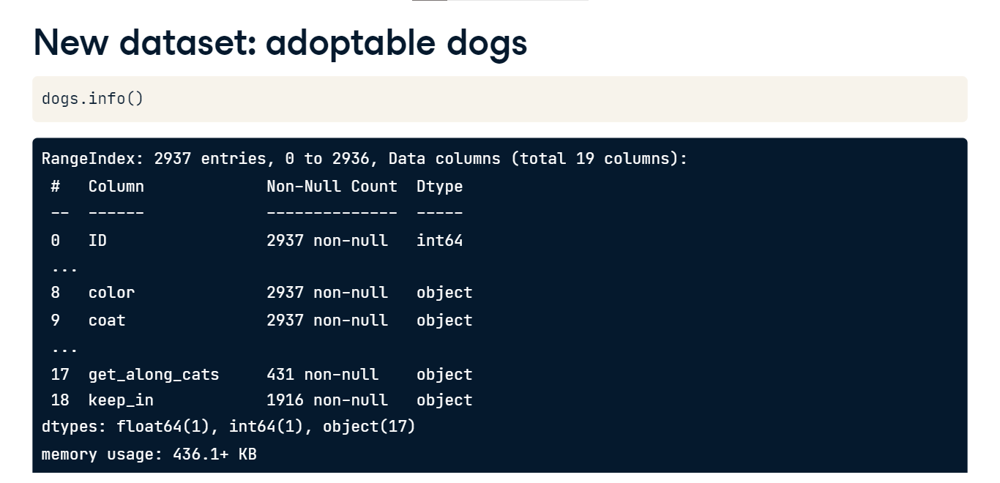 New dataset: adoptable dogs
dogs.info()
RangeIndex: 2937 entries, 0 to 2936, Data columns (total 19 columns):
 #   Column             Non-Null Count  Dtype
 --  ------             --------------  -----
 0   ID                 2937 non-null   int64
 ...
 8   color              2937 non-null   object
 9   coat               2937 non-null   object
 ...
 17  get_along_cats     431 non-null    object
 18  keep_in            1916 non-null   object
dtypes: float64(1), int64(1), object(17)
memory usage: 436.1+ KB